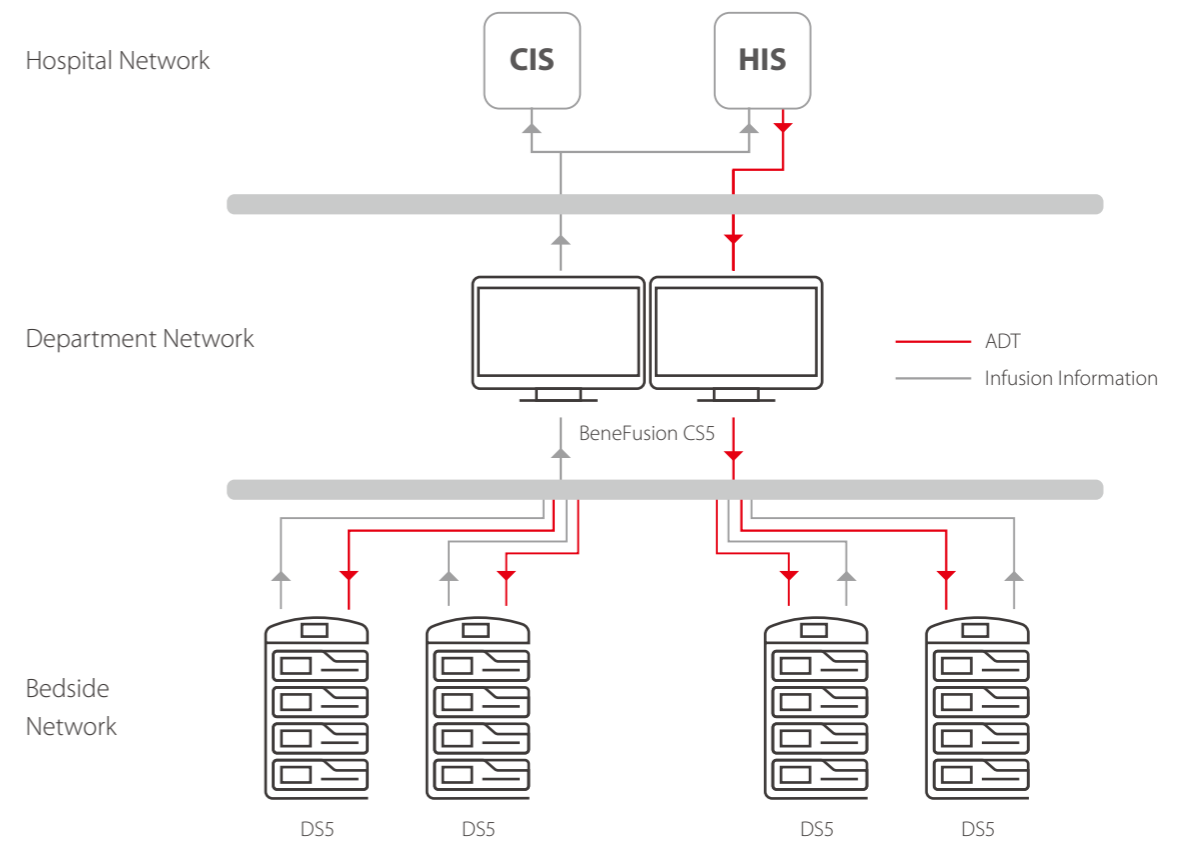 Hospital Network
CIS
HIS
Department Network
ADT
Infusion Information
BeneFusion CS5
Bedside
Network
DS5
DS5
DS5
DS5